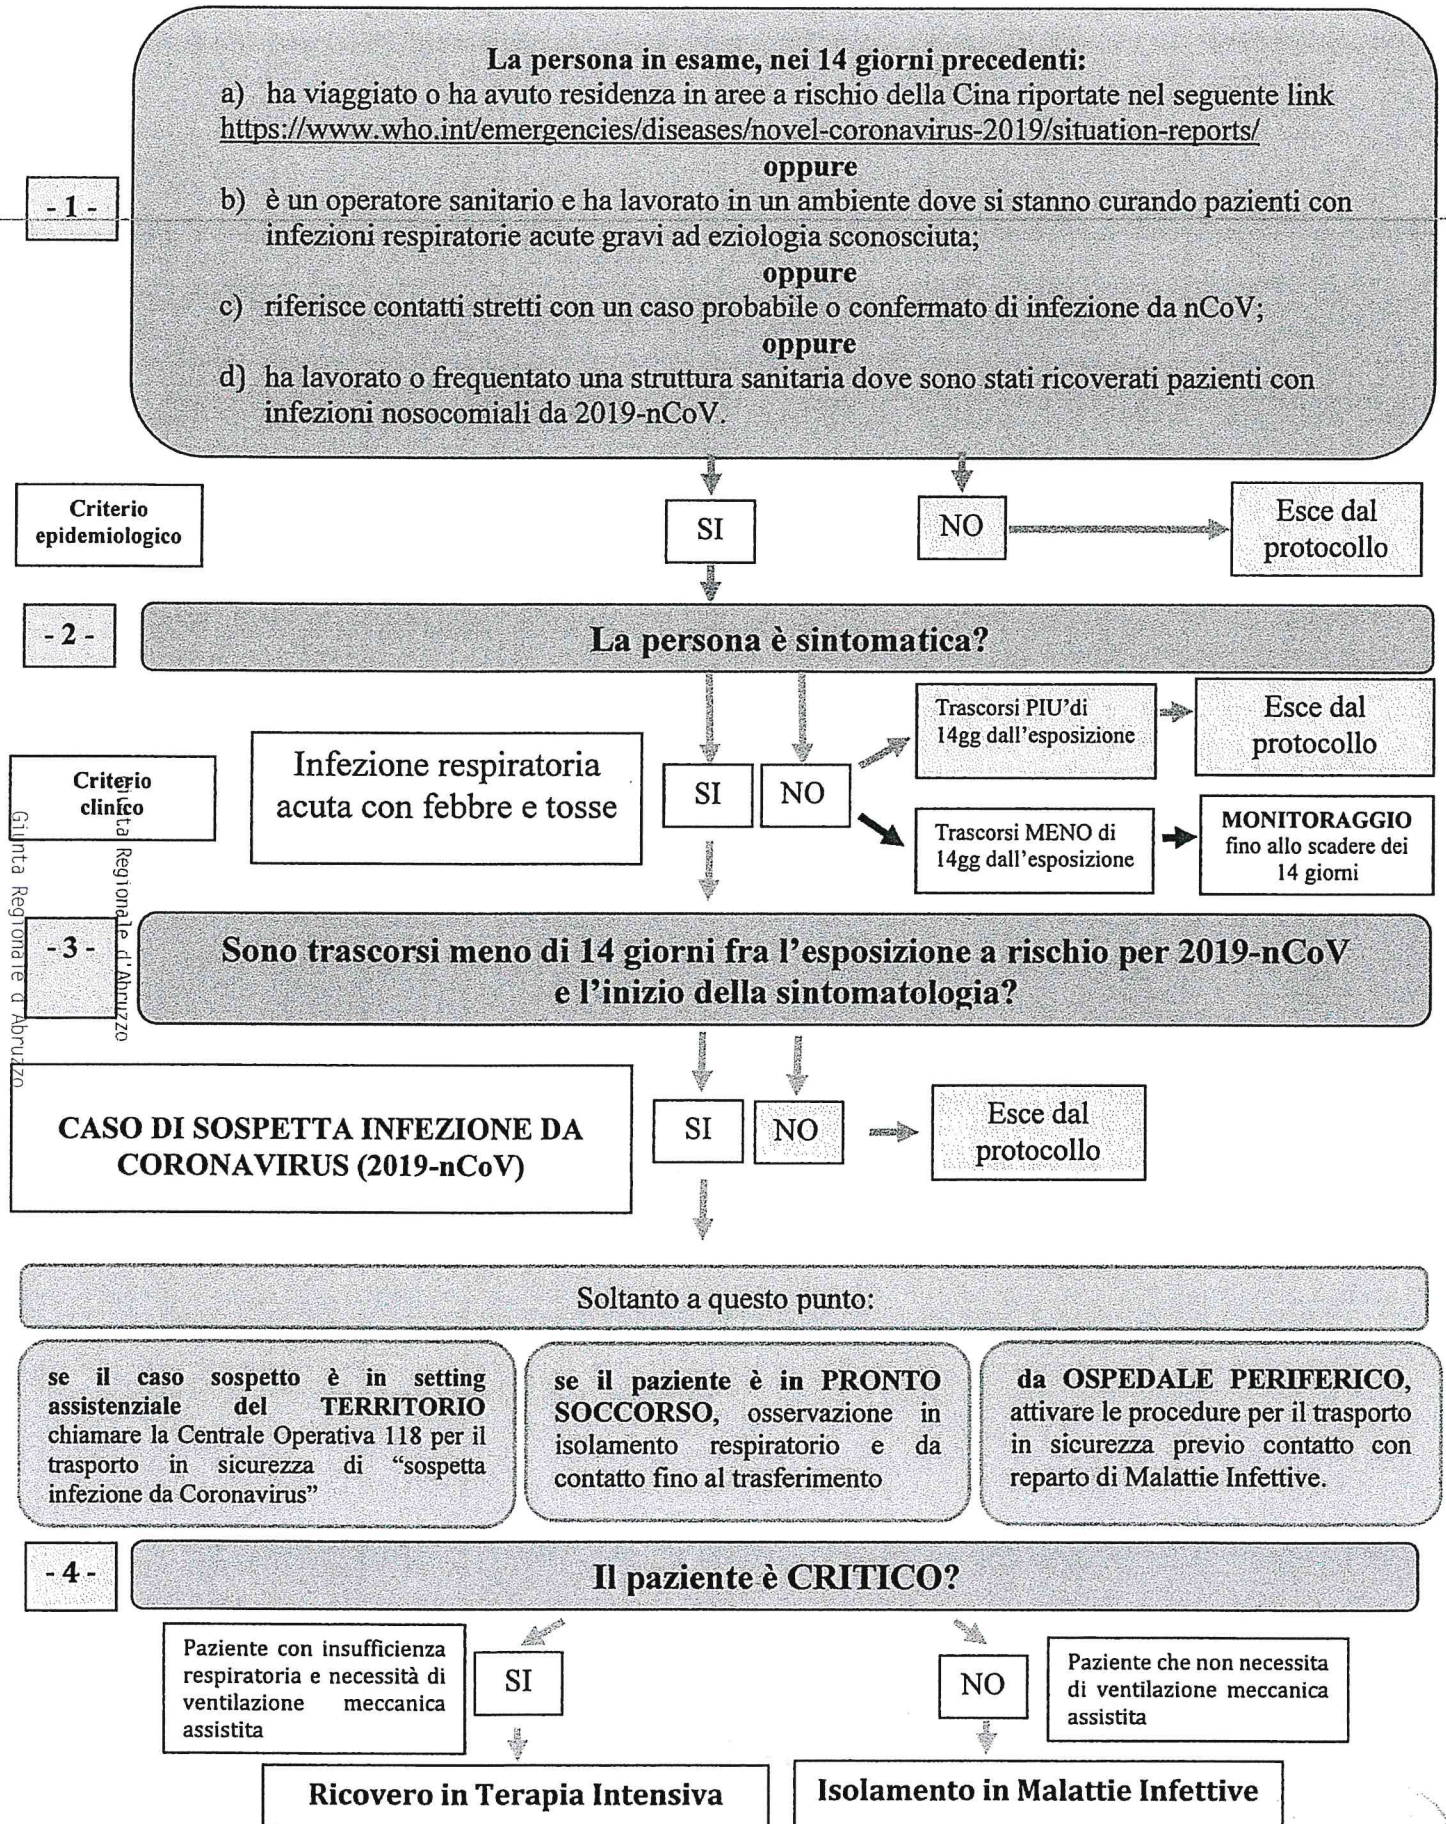 La persona in esame, nei 14 giorni precedenti:
a) ha viaggiato o ha avuto residenza in aree a rischio della Cina riportate nel seguente link
https://www.who.int/emergencies/diseases/novel-coronavirus-2019/situation-reports/
oppure
- 1 -
b) è un operatore sanitario e ha lavorato in un ambiente dove si stanno curando pazienti con
infezioni respiratorie acute gravi ad eziologia sconosciuta;
oppure
c) riferisce contatti stretti con un caso probabile o confermato di infezione da nCoV;
oppure
d) ha lavorato o frequentato una struttura sanitaria dove sono stati ricoverati pazienti con
infezioni nosocomiali da 2019-nCoV.
Criterio
epidemiologico
SI
NO
Esce dal
protocollo
- 2 -
La persona è sintomatica?
Criterio
clinico
Infezione respiratoria
acuta con febbre e tosse
SI
NO
Trascorsi PIU'di
14gg dall'esposizione
Esce dal
protocollo
Trascorsi MENO di
14gg dall'esposizione
MONITORAGGIO
fino allo scadere dei
14 giorni
Giunta Regionale d'Abruzzo
Giunta Regionale d'Abruzzo
- 3 -
Sono trascorsi meno di 14 giorni fra l'esposizione a rischio per 2019-nCoV
e l'inizio della sintomatologia?
CASO DI SOSPETTA INFEZIONE DA
CORONAVIRUS (2019-nCoV)
SI
NO
Esce dal
protocollo
Soltanto a questo punto:
se il caso sospetto è in setting
assistenziale del TERRITORIO
chiamare la Centrale Operativa 118 per il
trasporto in sicurezza di “sospetta
infezione da Coronavirus”
se il paziente è in PRONTO
SOCCORSO, osservazione in
isolamento respiratorio e da
contatto fino al trasferimento
da OSPEDALE PERIFERICO,
attivare le procedure per il trasporto
in sicurezza previo contatto con
reparto di Malattie Infettive.
- 4 -
Il paziente è CRITICO?
Paziente con insufficienza
respiratoria e necessità di
ventilazione meccanica
assistita
SI
NO
Paziente che non necessita
di ventilazione meccanica
assistita
Ricovero in Terapia Intensiva
Isolamento in Malattie Infettive